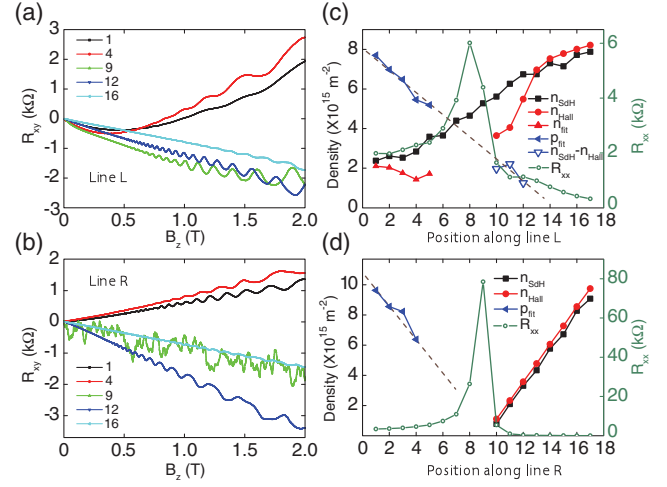 (a)
R_xy (kΩ)
3
2
1
0
-1
-2
-3
1
4
9
12
16
Line L
0
0.5
1.0
1.5
2.0
B_z (T)
(c)
Density (X10^15 m^-2)
8
6
4
2
n_SdH
n_Hall
n_fit
p_fit
n_SdH-n_Hall
R_xx
0 2 4 6 8 10 12 14 16 18
Position along line L
6
4
2
0
R_xx (kΩ)
(b)
R_xy (kΩ)
3
2
1
0
-1
-2
-3
Line R
1
4
9
12
16
0
0.5
1.0
1.5
2.0
B_z (T)
(d)
Density (X10^15 m^-2)
10
8
6
4
2
n_SdH
n_Hall
p_fit
R_xx
0 2 4 6 8 10 12 14 16 18
Position along line R
80
60
40
20
0
R_xx (kΩ)